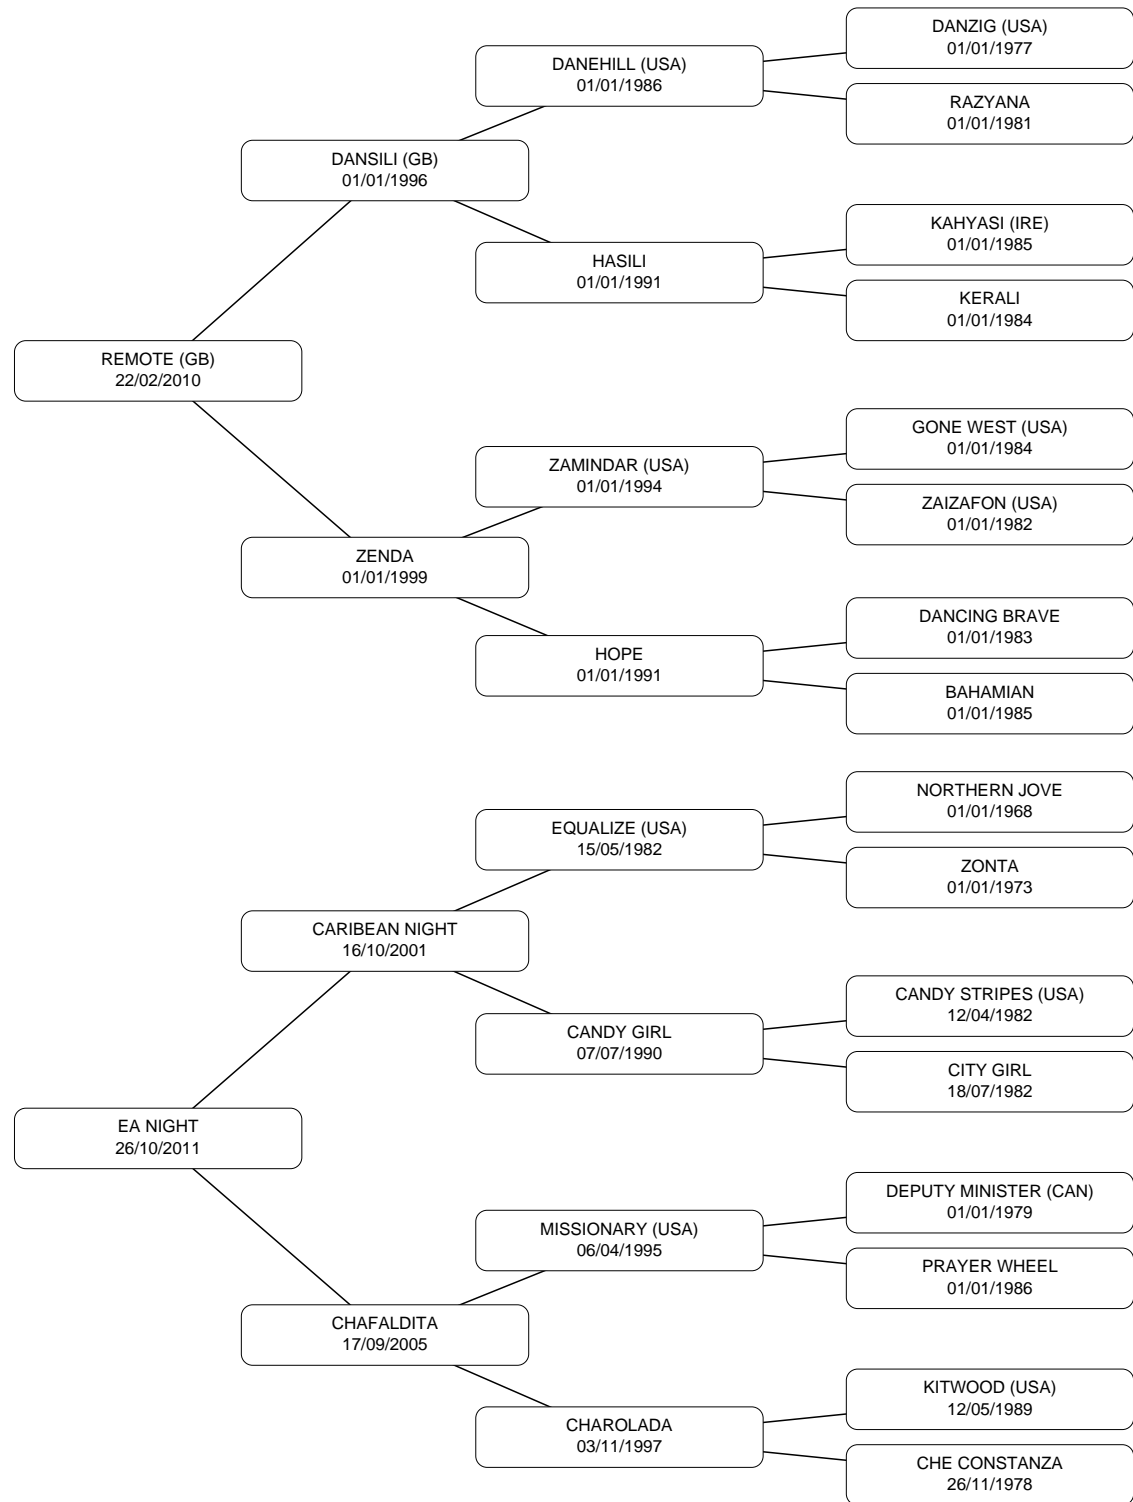 DANZIG (USA)
01/01/1977
DANEHILL (USA)
01/01/1986
RAZYANA
01/01/1981
DANSILI (GB)
01/01/1996
KAHYASI (IRE)
01/01/1985
HASILI
01/01/1991
KERALI
01/01/1984
REMOTE (GB)
22/02/2010
GONE WEST (USA)
01/01/1984
ZAMINDAR (USA)
01/01/1994
ZAIZAFON (USA)
01/01/1982
ZENDA
01/01/1999
DANCING BRAVE
01/01/1983
HOPE
01/01/1991
BAHAMIAN
01/01/1985
NORTHERN JOVE
01/01/1968
EQUALIZE (USA)
15/05/1982
ZONTA
01/01/1973
CARIBEAN NIGHT
16/10/2001
CANDY STRIPES (USA)
12/04/1982
CANDY GIRL
07/07/1990
CITY GIRL
18/07/1982
EA NIGHT
26/10/2011
DEPUTY MINISTER (CAN)
01/01/1979
MISSIONARY (USA)
06/04/1995
PRAYER WHEEL
01/01/1986
CHAFALDITA
17/09/2005
KITWOOD (USA)
12/05/1989
CHAROLADA
03/11/1997
CHE CONSTANZA
26/11/1978